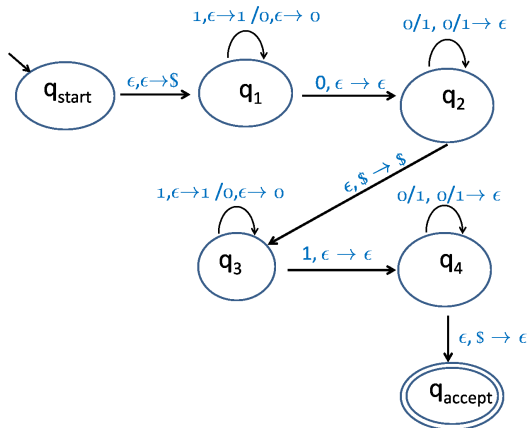 1,ϵ→1 /0,ϵ→ 0
0/1, 0/1→ ϵ
q_start
ϵ,ϵ→$
q_1
0, ϵ → ϵ
q_2
ϵ, $ → $
1,ϵ→1 /0,ϵ→ 0
0/1, 0/1→ ϵ
q_3
1, ϵ → ϵ
q_4
ϵ, $ → ϵ
q_accept